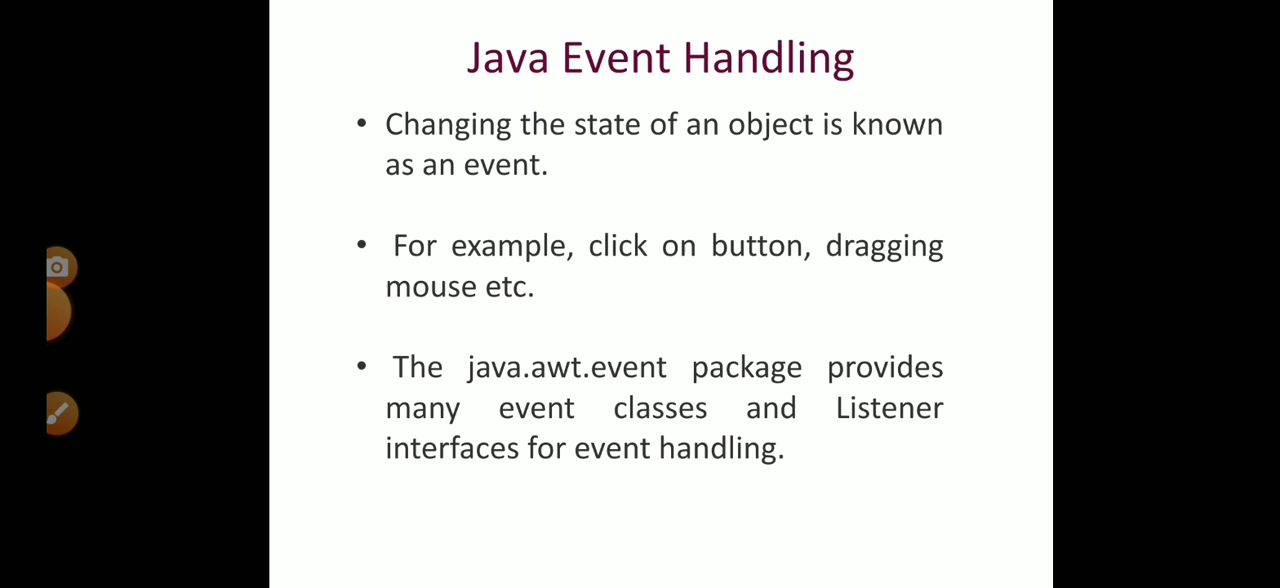 Java Event Handling
• Changing the state of an object is known
as an event.
• For example, click on button, dragging
mouse etc.
• The java.awt.event package provides
many event classes and Listener
interfaces for event handling.